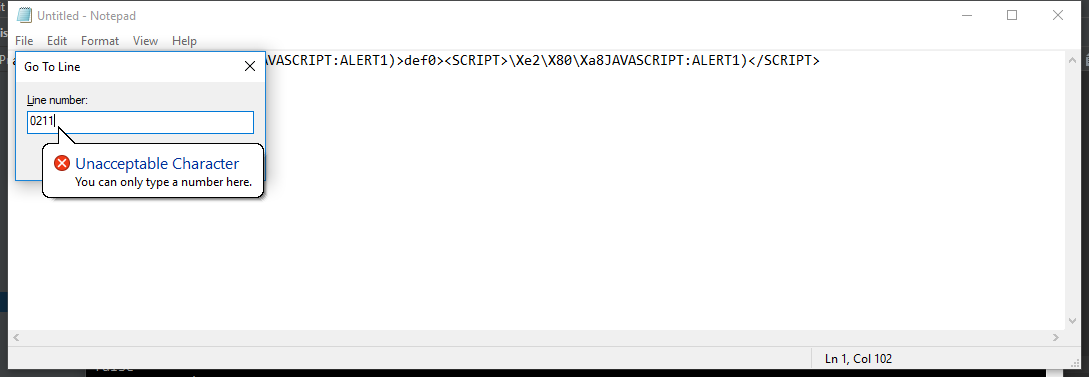 Untitled - Notepad
File Edit Format View Help
AVASCRIPT:ALERT1)>def0><SCRIPT>\Xe2\X80\Xa8JAVASCRIPT:ALERT1)</SCRIPT>
Go To Line
Line number:
0211
Unacceptable Character
You can only type a number here.
Ln 1, Col 102